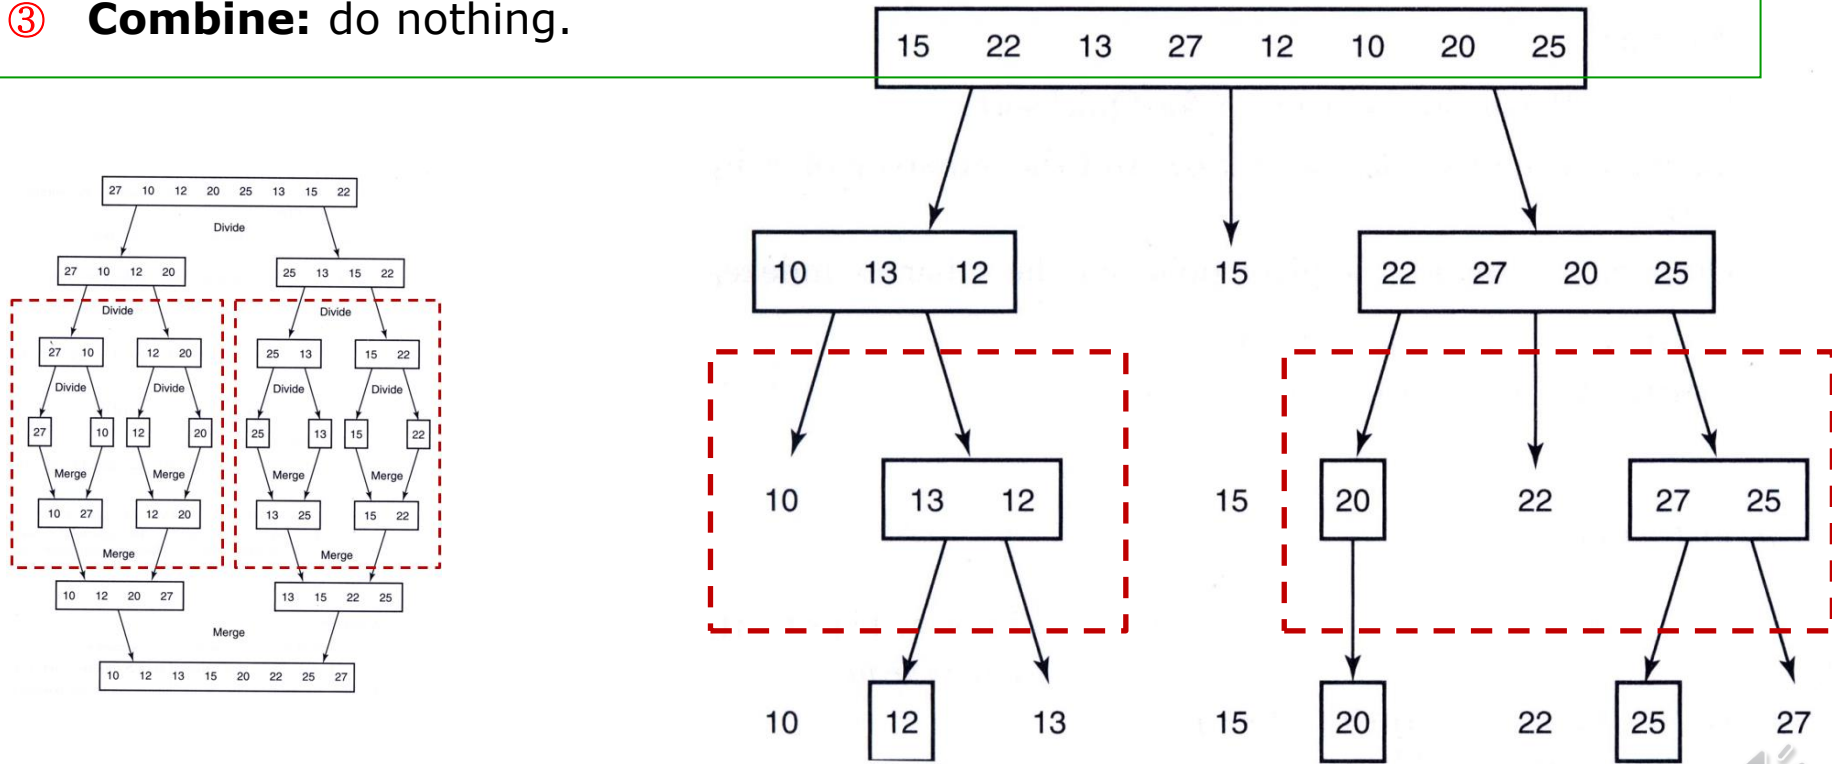 ③ Combine: do nothing.
27 10 12 20 25 13 15 22
Divide
27 10 12 20
25 13 15 22
Divide
Divide
27 10
12 20
25 13
15 22
Divide
Divide
Divide
Divide
27
10
12
20
25
13
15
22
Merge
Merge
Merge
Merge
10 27
12 20
13 25
15 22
Merge
Merge
10 12 20 27
13 15 22 25
Merge
10 12 13 15 20 22 25 27
15 22 13 27 12 10 20 25
10 13 12
15
22 27 20 25
10
13 12
15
20
22
27 25
10
12
13
15
20
22
25
27